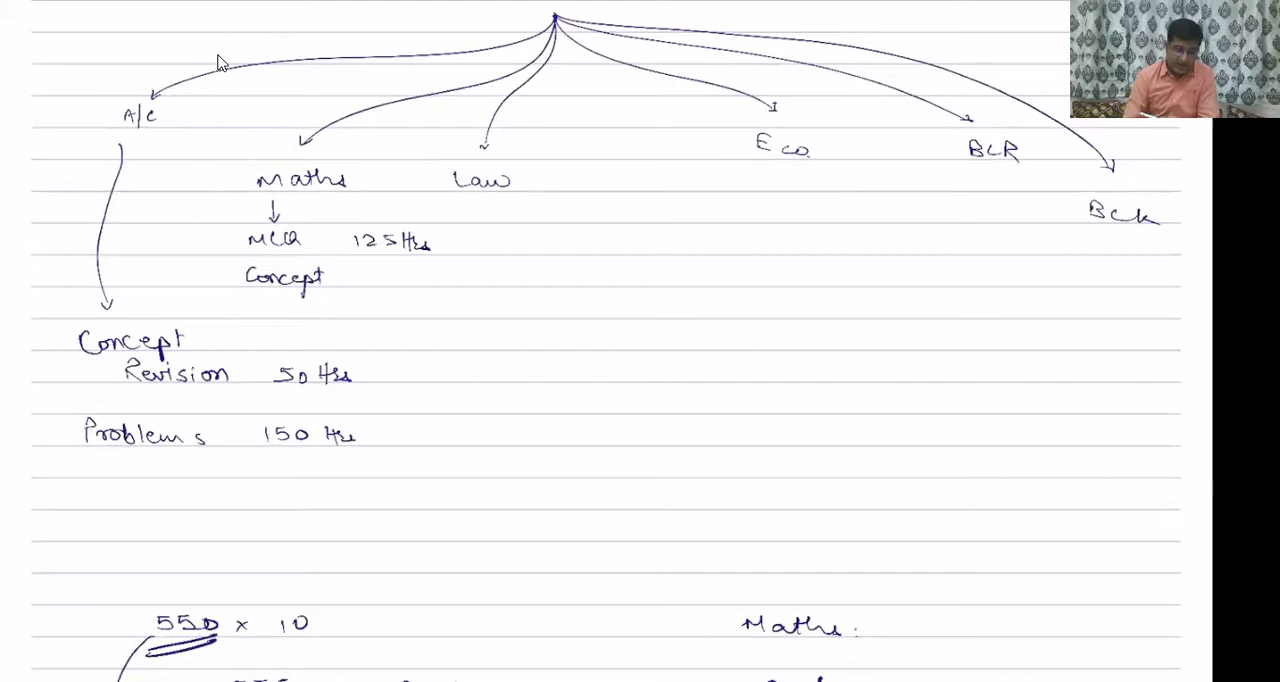 A/C
Maths
Law
Eco.
BCR
BCK
MCQ 125 Hrs
Concept
Concept
Revision 50 Hrs
Problems 150 Hrs
550 x 10
Maths: